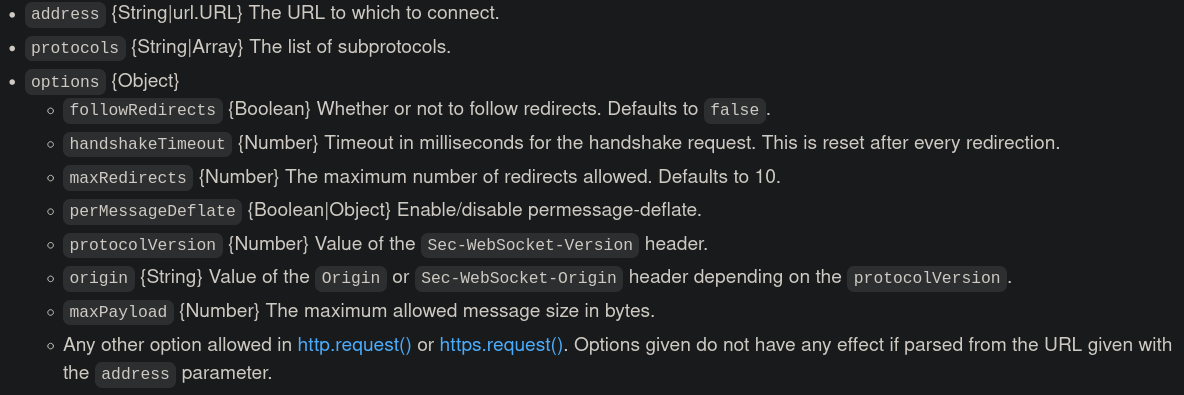 address {String|url.URL} The URL to which to connect.
protocols {String|Array} The list of subprotocols.
options {Object}
followRedirects {Boolean} Whether or not to follow redirects. Defaults to false.
handshakeTimeout {Number} Timeout in milliseconds for the handshake request. This is reset after every redirection.
maxRedirects {Number} The maximum number of redirects allowed. Defaults to 10.
perMessageDeflate {Boolean|Object} Enable/disable permessage-deflate.
protocolVersion {Number} Value of the Sec-WebSocket-Version header.
origin {String} Value of the Origin or Sec-WebSocket-Origin header depending on the protocolVersion.
maxPayload {Number} The maximum allowed message size in bytes.
Any other option allowed in http.request() or https.request(). Options given do not have any effect if parsed from the URL given with
the address parameter.